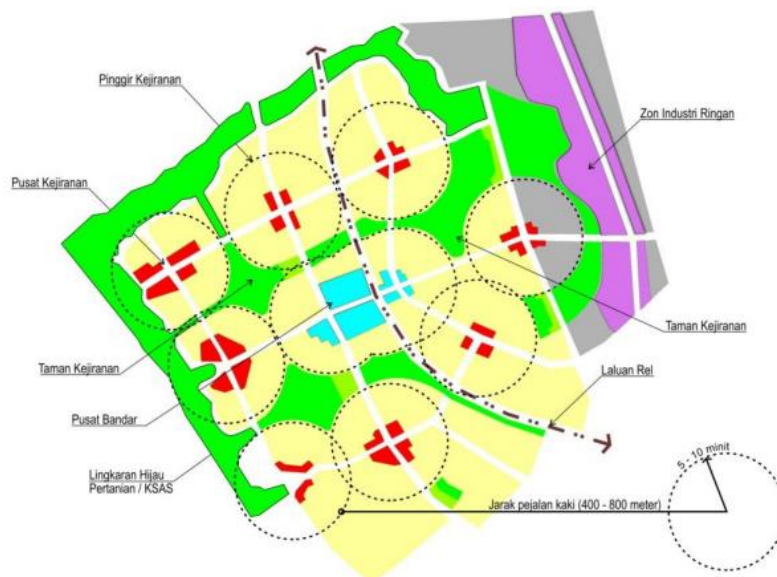 Pinggir Kejiranan
Zon Industri Ringan
Pusat Kejiranan
Taman Kejiranan
Taman Kejiranan
Laluan Rel
Pusat Bandar
Lingkaran Hijau
Pertanian / KSAS
5 - 10 minit
Jarak pejalan kaki (400 - 800 meter)